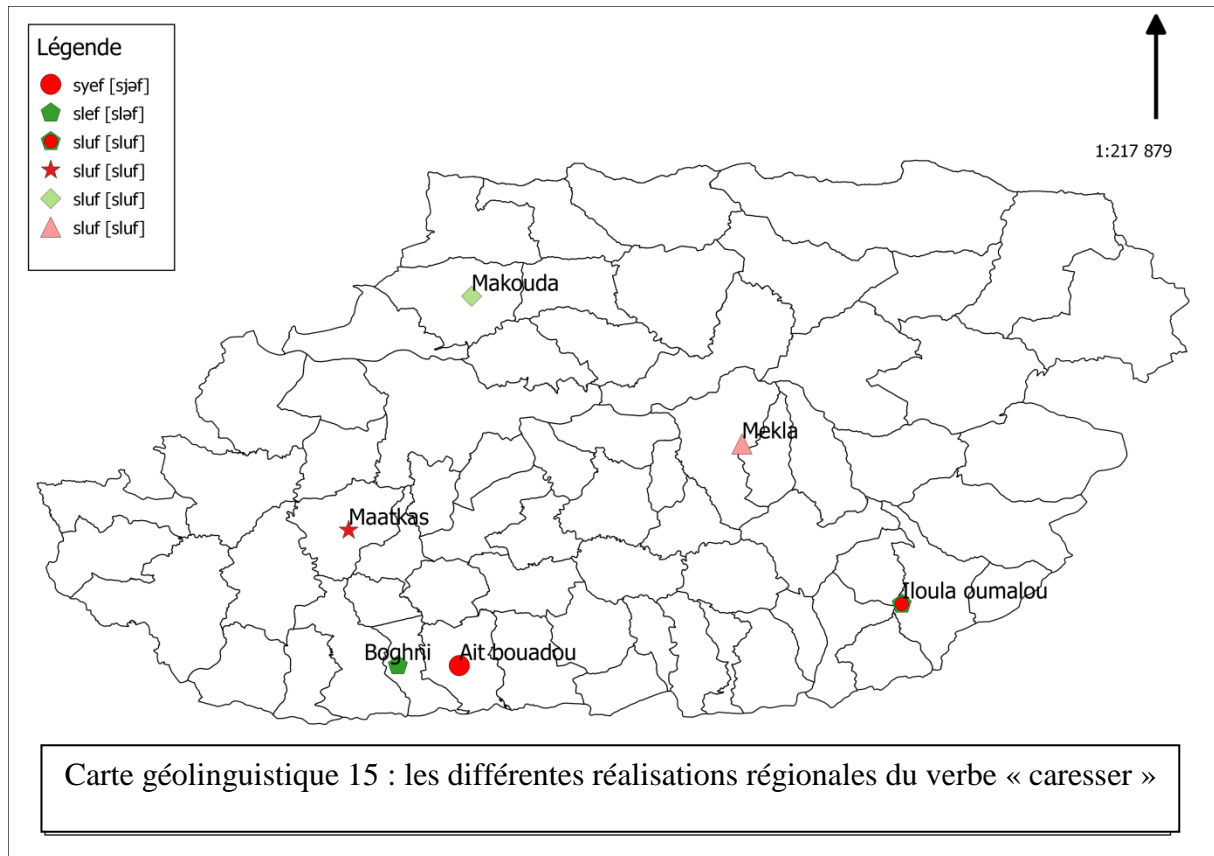 Légende
syef [sjəf]
slef [sləf]
sluf [sluf]
sluf [sluf]
sluf [sluf]
sluf [sluf]
1:217 879
Makouda
Mekla
Maatkas
Iloula oumalou
Boghni
Ait bouadou
Carte géolinguistique 15 : les différentes réalisations régionales du verbe « caresser »